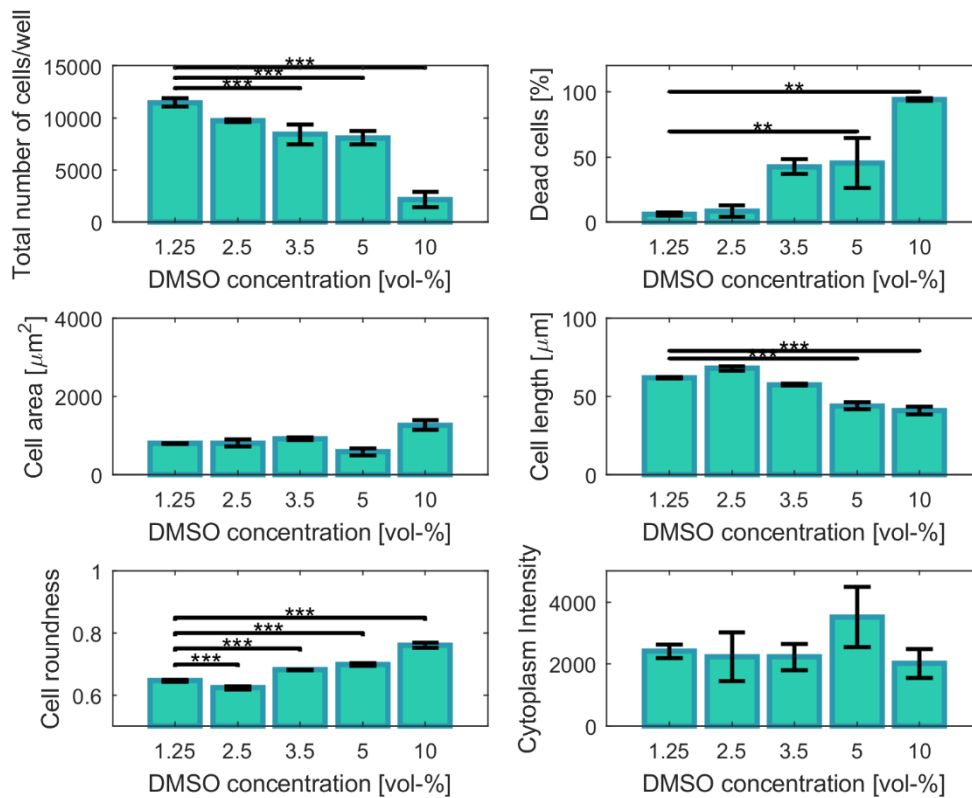 Total number of cells/well
15000
10000
5000
0
***
***
***
1.25 2.5 3.5 5 10
DMSO concentration [vol-%]
Dead cells [%]
100
50
0
**
**
1.25 2.5 3.5 5 10
DMSO concentration [vol-%]
Cell area [μm²]
4000
2000
0
1.25 2.5 3.5 5 10
DMSO concentration [vol-%]
Cell length [μm]
100
50
0
***
***
1.25 2.5 3.5 5 10
DMSO concentration [vol-%]
Cell roundness
1
0.8
0.6
***
***
***
***
1.25 2.5 3.5 5 10
DMSO concentration [vol-%]
Cytoplasm Intensity
4000
2000
0
1.25 2.5 3.5 5 10
DMSO concentration [vol-%]